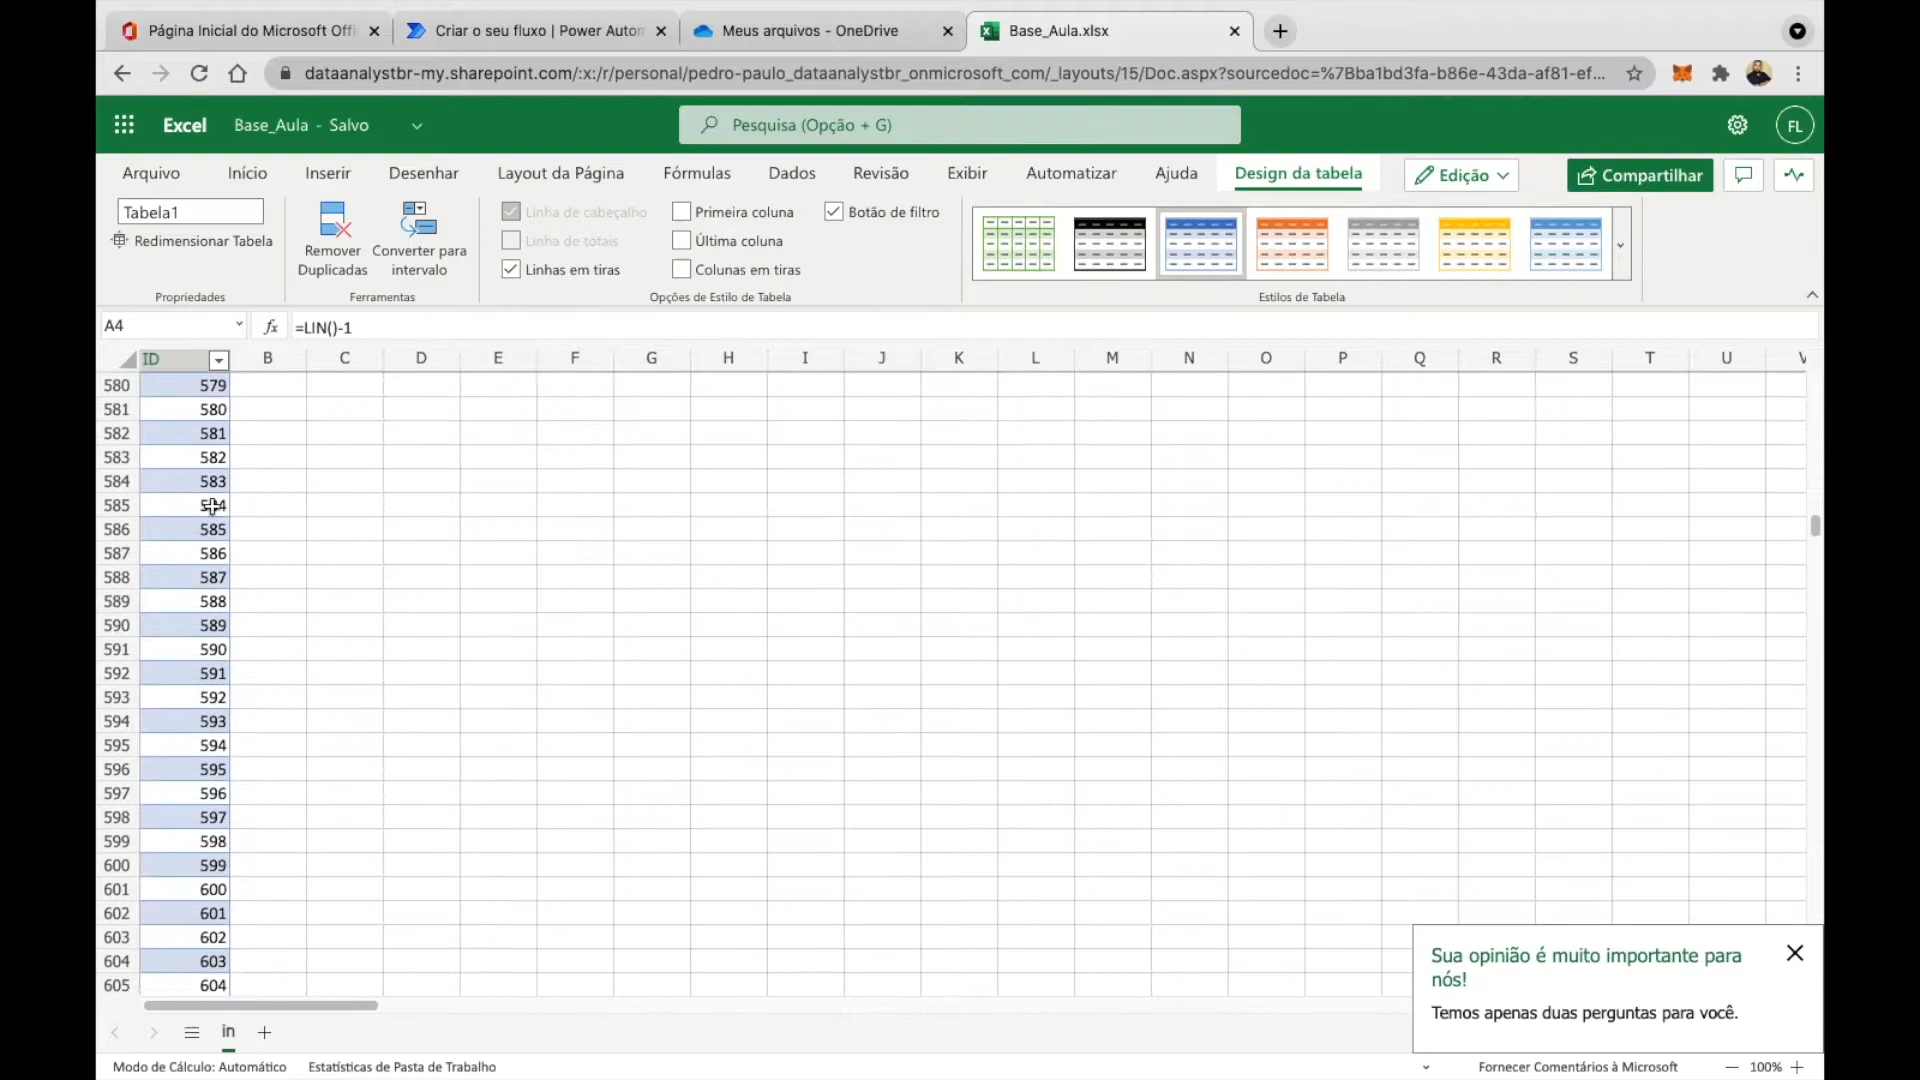 Página Inicial do Microsoft Offi
Criar o seu fluxo | Power Autom
Meus arquivos - OneDrive
Base_Aula.xlsx
dataanalystbr-my.sharepoint.com/:x:/r/personal/pedro-paulo_dataanalystbr_onmicrosoft_com/_layouts/15/Doc.aspx?sourcedoc=%7Bba1bd3fa-b86e-43da-af81-ef...
Excel Base_Aula - Salvo
Pesquisa (Opção + G)
FL
Arquivo Início Inserir Desenhar Layout da Página Fórmulas Dados Revisão Exibir Automatizar Ajuda Design da tabela Edição Compartilhar
Tabela1
Redimensionar Tabela
Propriedades
Remover Duplicadas
Converter para intervalo
Ferramentas
Linha de cabeçalho
Linha de totais
Linhas em tiras
Primeira coluna
Última coluna
Colunas em tiras
Botão de filtro
Opções de Estilo de Tabela
Estilos de Tabela
A4 fx =LIN()-1
ID B C D E F G H I J K L M N O P Q R S T U V
580 579
581 580
582 581
583 582
584 583
585
586 585
587 586
588 587
589 588
590 589
591 590
592 591
593 592
594 593
595 594
596 595
597 596
598 597
599 598
600 599
601 600
602 601
603 602
604 603
605 604
Sua opinião é muito importante para
nós!
Temos apenas duas perguntas para você.
in
Modo de Cálculo: Automático Estatísticas de Pasta de Trabalho Fornecer Comentários à Microsoft 100%